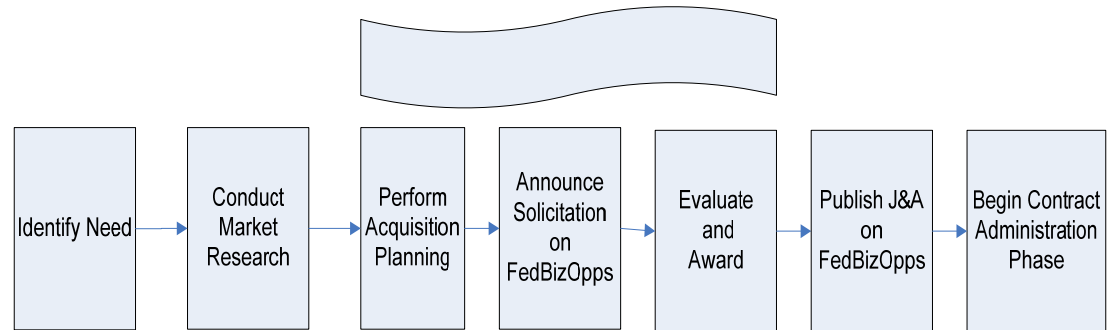 Identify Need
Conduct
Market
Research
Perform
Acquisition
Planning
Announce
Solicitation
on
FedBizOpps
Evaluate
and
Award
Publish J&A
on
FedBizOpps
Begin Contract
Administration
Phase